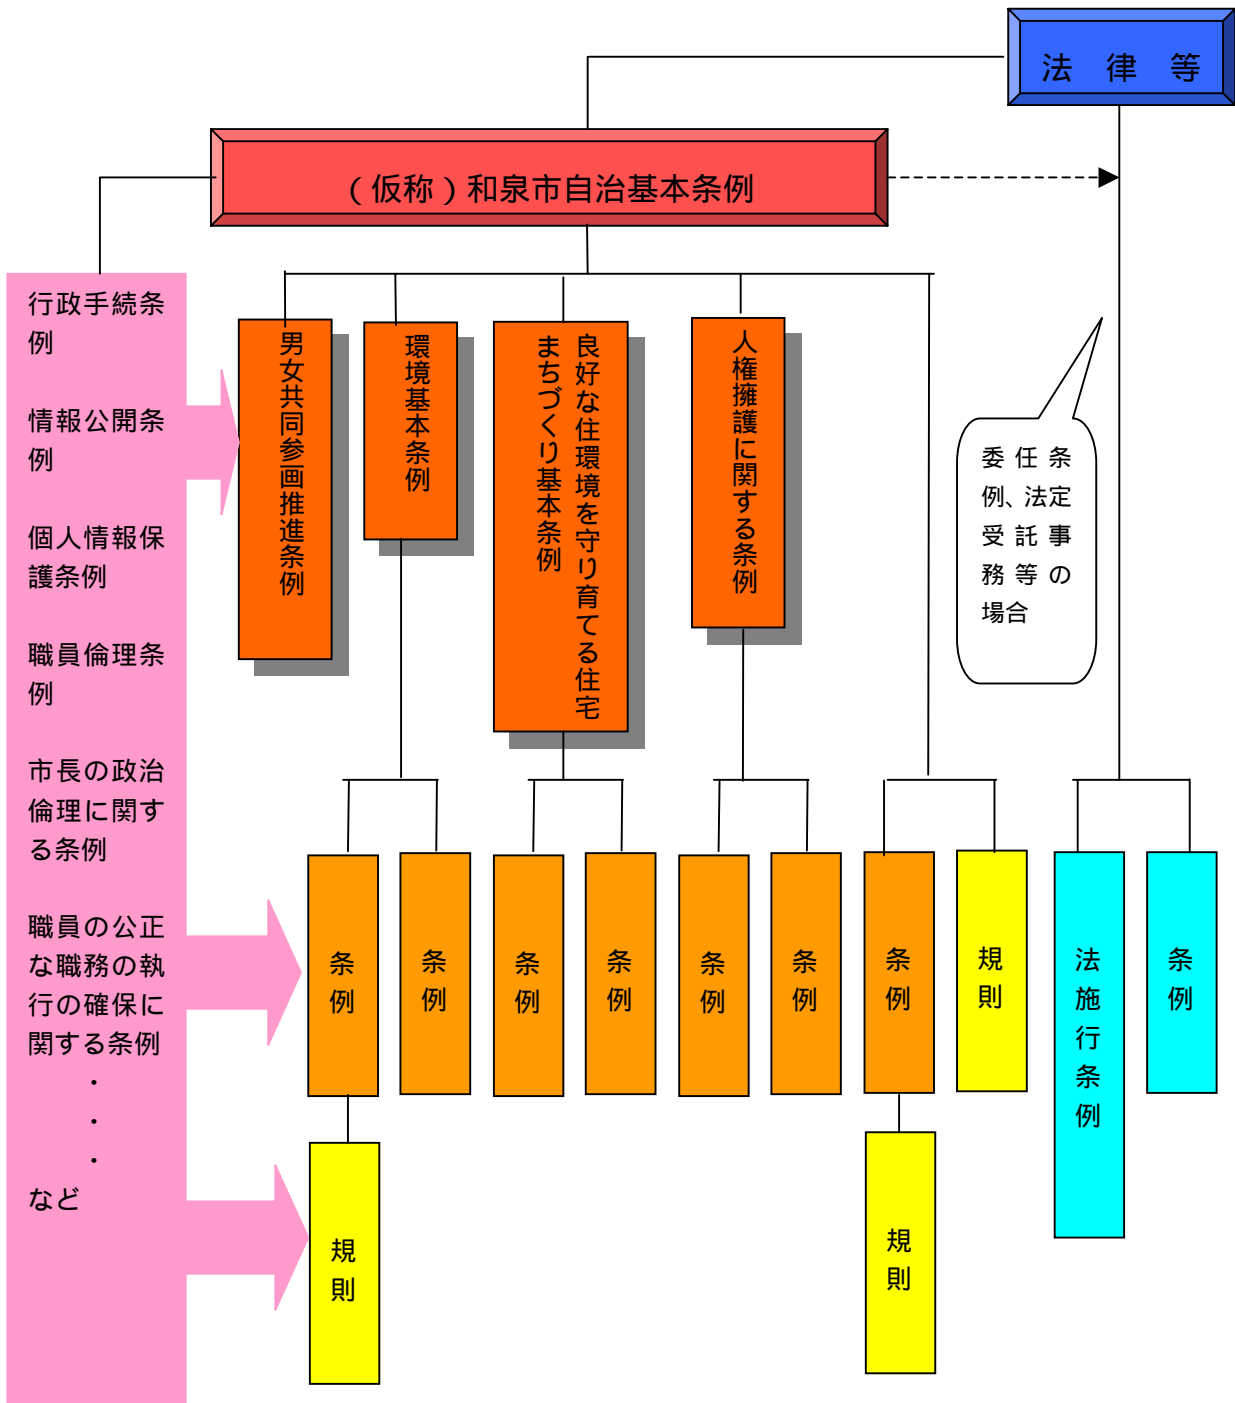 法 律 等
（仮称）和泉市自治基本条例
行政手続条
例
情報公開条
例
個人情報保
護条例
職員倫理条
例
市長の政治
倫理に関す
る条例
職員の公正
な職務の執
行の確保に
関する条例
・
・
・
など
男女共同参画推進条例
環境基本条例
良好な住環境を守り育てる住宅
まちづくり基本条例
人権擁護に関する条例
委任条
例、法定
受託事
務等の
場合
条例
条例
条例
条例
条例
条例
条例
規則
法施行条例
条例
規則
規則